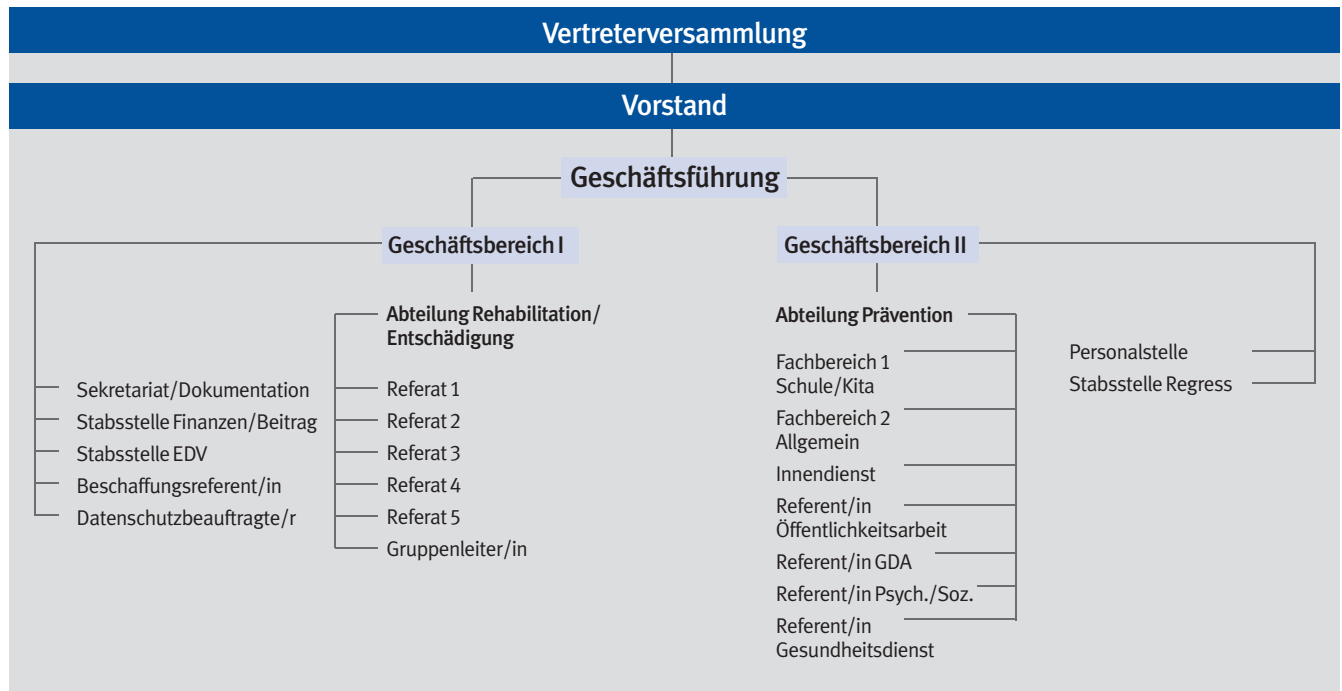 Vertreterversammlung
Vorstand
Geschäftsführung
Geschäftsbereich I
Sekretariat/Dokumentation
Stabsstelle Finanzen/Beitrag
Stabsstelle EDV
Beschaffungsreferent/in
Datenschutzbeauftragte/r
Abteilung Rehabilitation/
Entschädigung
Referat 1
Referat 2
Referat 3
Referat 4
Referat 5
Gruppenleiter/in
Geschäftsbereich II
Abteilung Prävention
Fachbereich 1
Schule/Kita
Fachbereich 2
Allgemein
Innendienst
Referent/in
Öffentlichkeitsarbeit
Referent/in GDA
Referent/in Psych./Soz.
Referent/in
Gesundheitsdienst
Personalstelle
Stabsstelle Regress